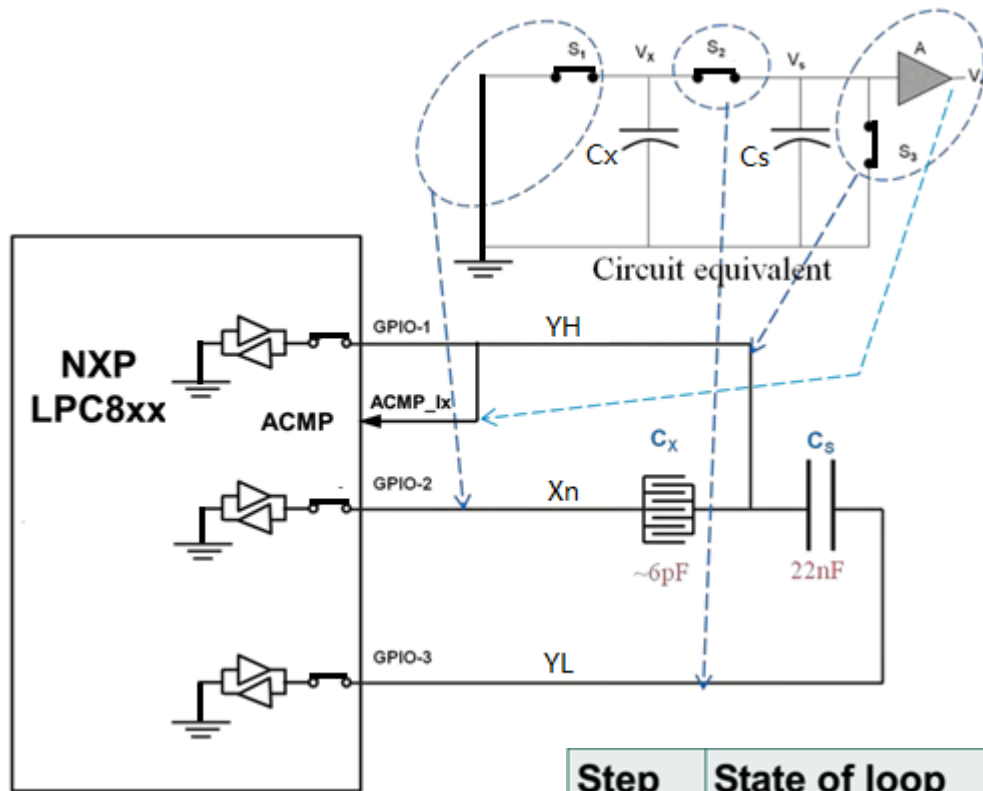 S1
Vx
S2
Vs
A
V
Cx
Cs
S3
Circuit equivalent
NXP
LPC8xx
GPIO-1
YH
ACMP
ACMP_Ix
CX
CS
GPIO-2
Xn
~6pF
22nF
GPIO-3
YL
Step
State of loop